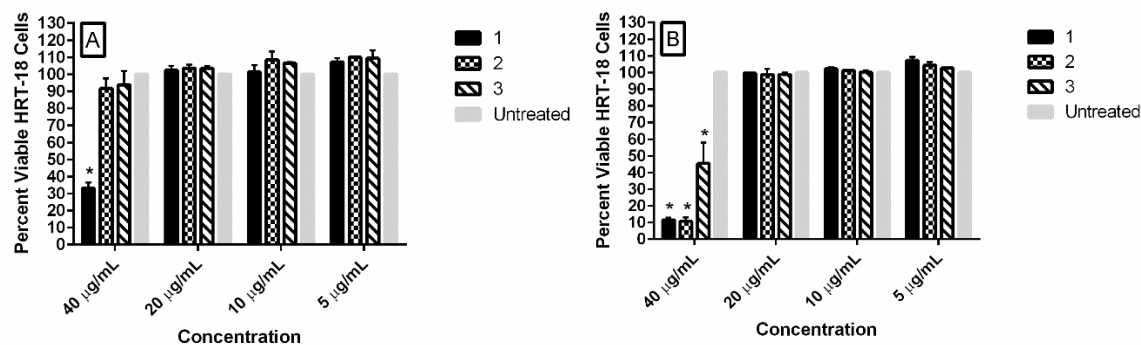 A
Percent Viable HRT-18 Cells
130
120
110
100
90
80
70
60
50
40
30
20
10
0
*
40 μg/mL
20 μg/mL
10 μg/mL
5 μg/mL
Concentration
1
2
3
Untreated
B
Percent Viable HRT-18 Cells
130
120
110
100
90
80
70
60
50
40
30
20
10
0
* * *
40 μg/mL
20 μg/mL
10 μg/mL
5 μg/mL
Concentration
1
2
3
Untreated